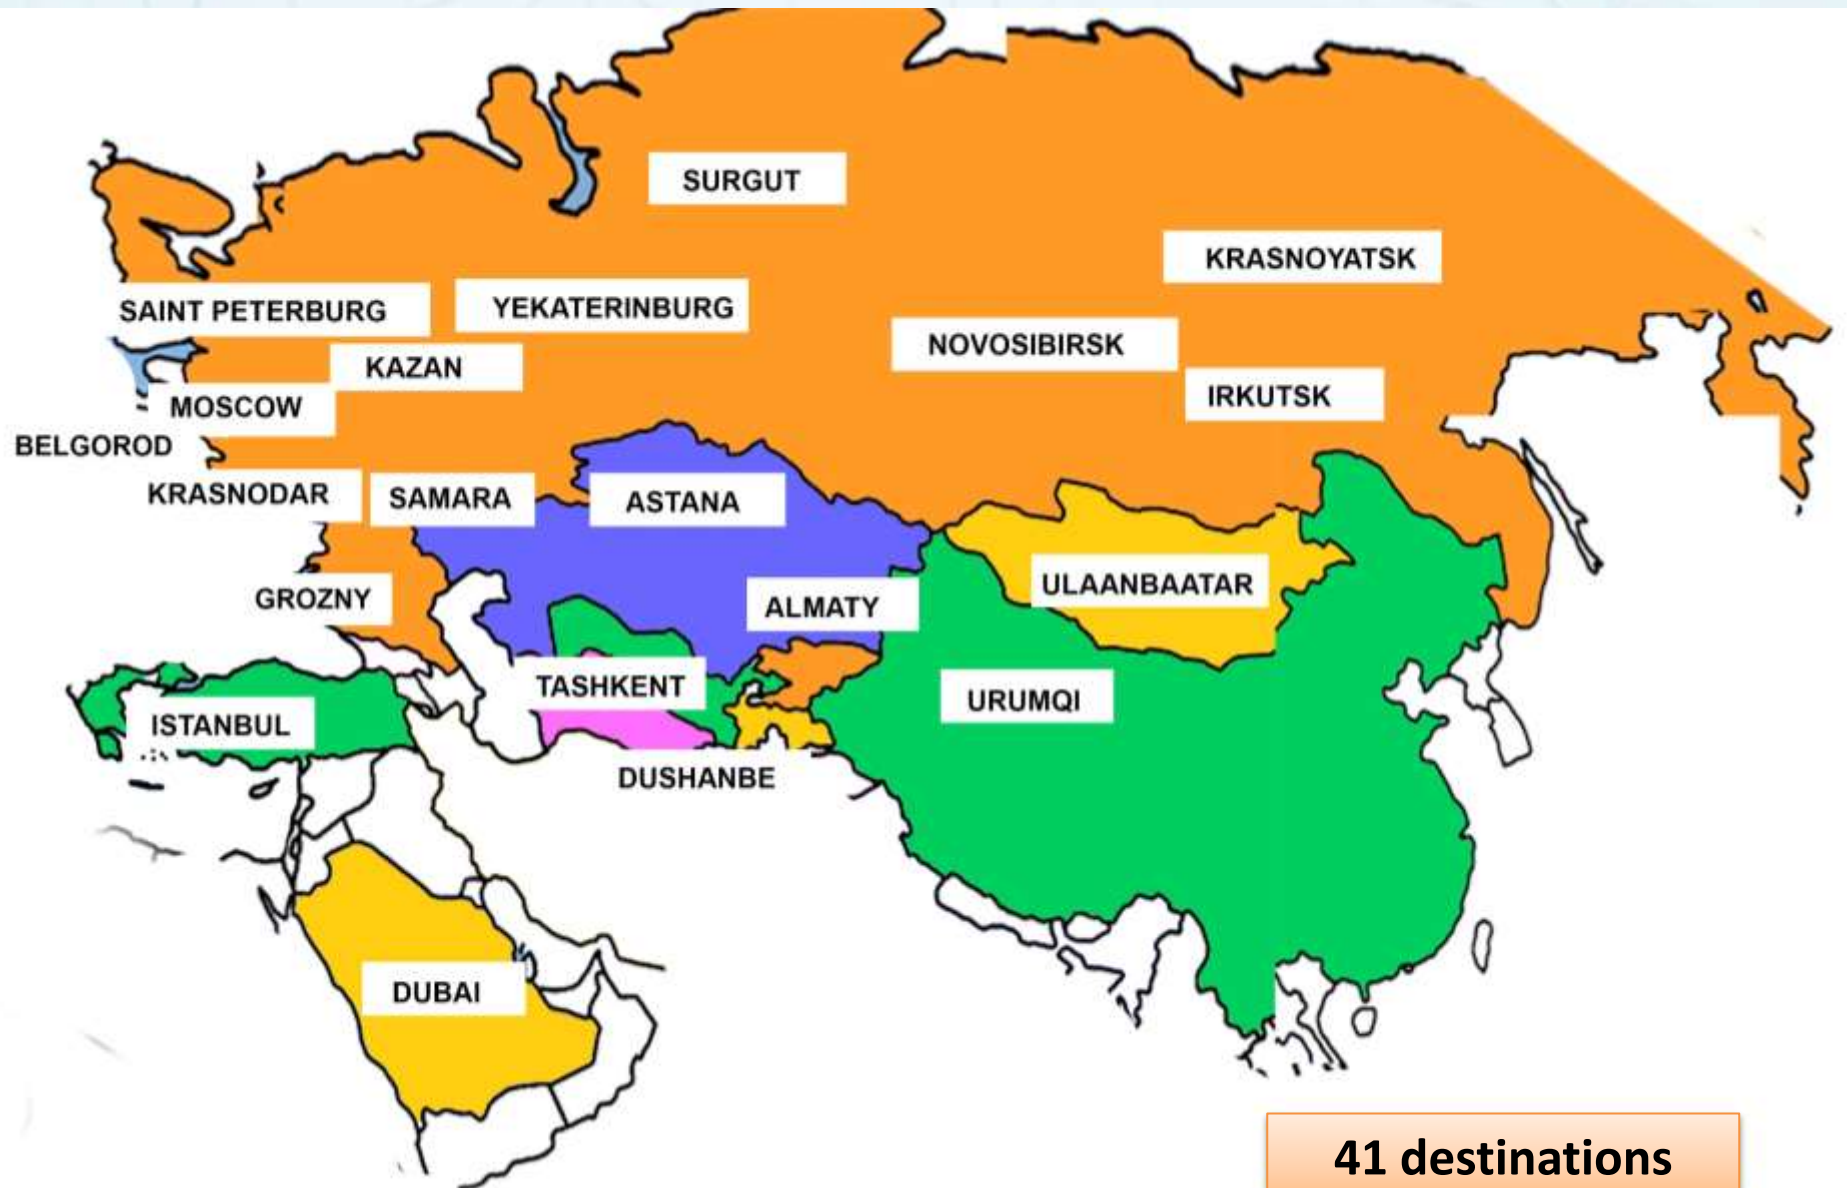 SURGUT
KRASNOYATSK
SAINT PETERBURG
YEKATERINBURG
NOVOSIBIRSK
KAZAN
IRKUTSK
MOSCOW
BELGOROD
KRASNODAR
SAMARA
ASTANA
ULAANBAATAR
GROZNY
ALMATY
TASHKENT
URUMQI
ISTANBUL
DUSHANBE
DUBAI
41 destinations